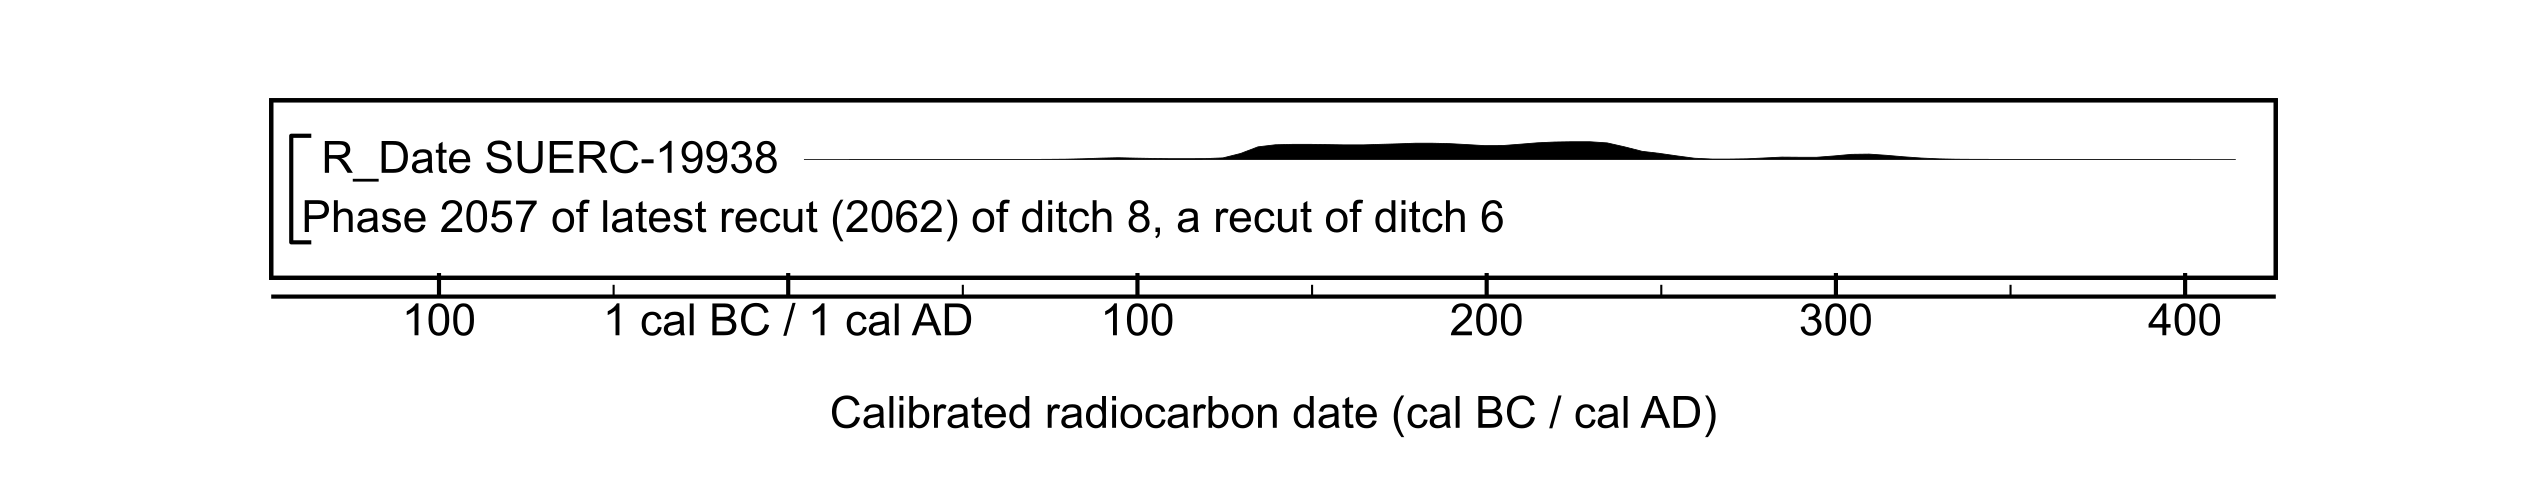 R_Date SUERC-19938
Phase 2057 of latest recut (2062) of ditch 8, a recut of ditch 6
100 1 cal BC / 1 cal AD 100 200 300 400
Calibrated radiocarbon date (cal BC / cal AD)